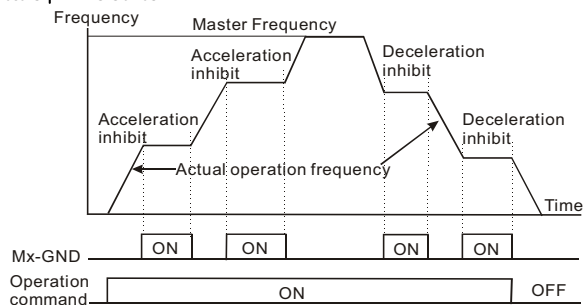 Frequency
Master Frequency
Acceleration
inhibit
Deceleration
inhibit
Acceleration
inhibit
Deceleration
inhibit
Actual operation frequency
Time
Mx-GND
ON
ON
ON
ON
Operation
command
ON
OFF